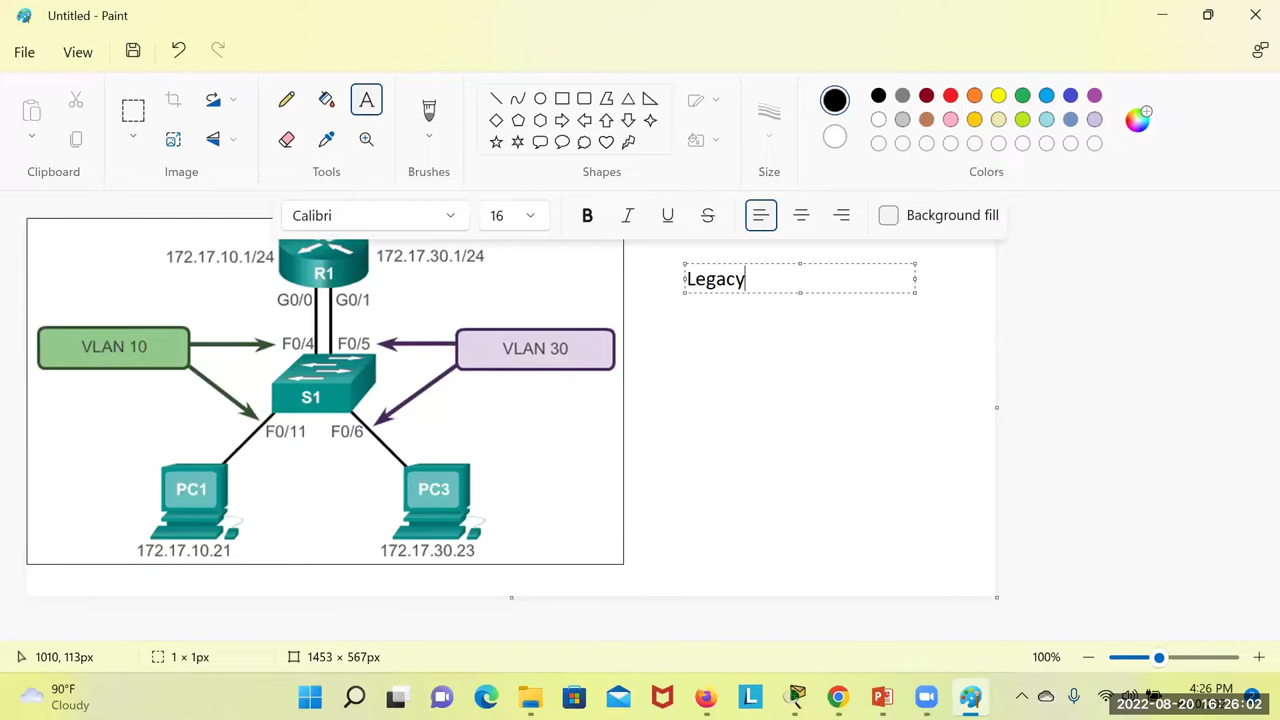 Untitled - Paint
File
View
Clipboard
Image
Tools
Brushes
Shapes
Size
Colors
Calibri
16
B
I
U
Background fill
172.17.10.1/24
172.17.30.1/24
R1
G0/0
G0/1
Legacy
VLAN 10
F0/4
F0/5
VLAN 30
S1
F0/11
F0/6
PC1
PC3
172.17.10.21
172.17.30.23
1010, 113px
1 × 1px
1453 × 567px
100%
90°F
Cloudy
4:26 PM
2022-08-20 16:26:02